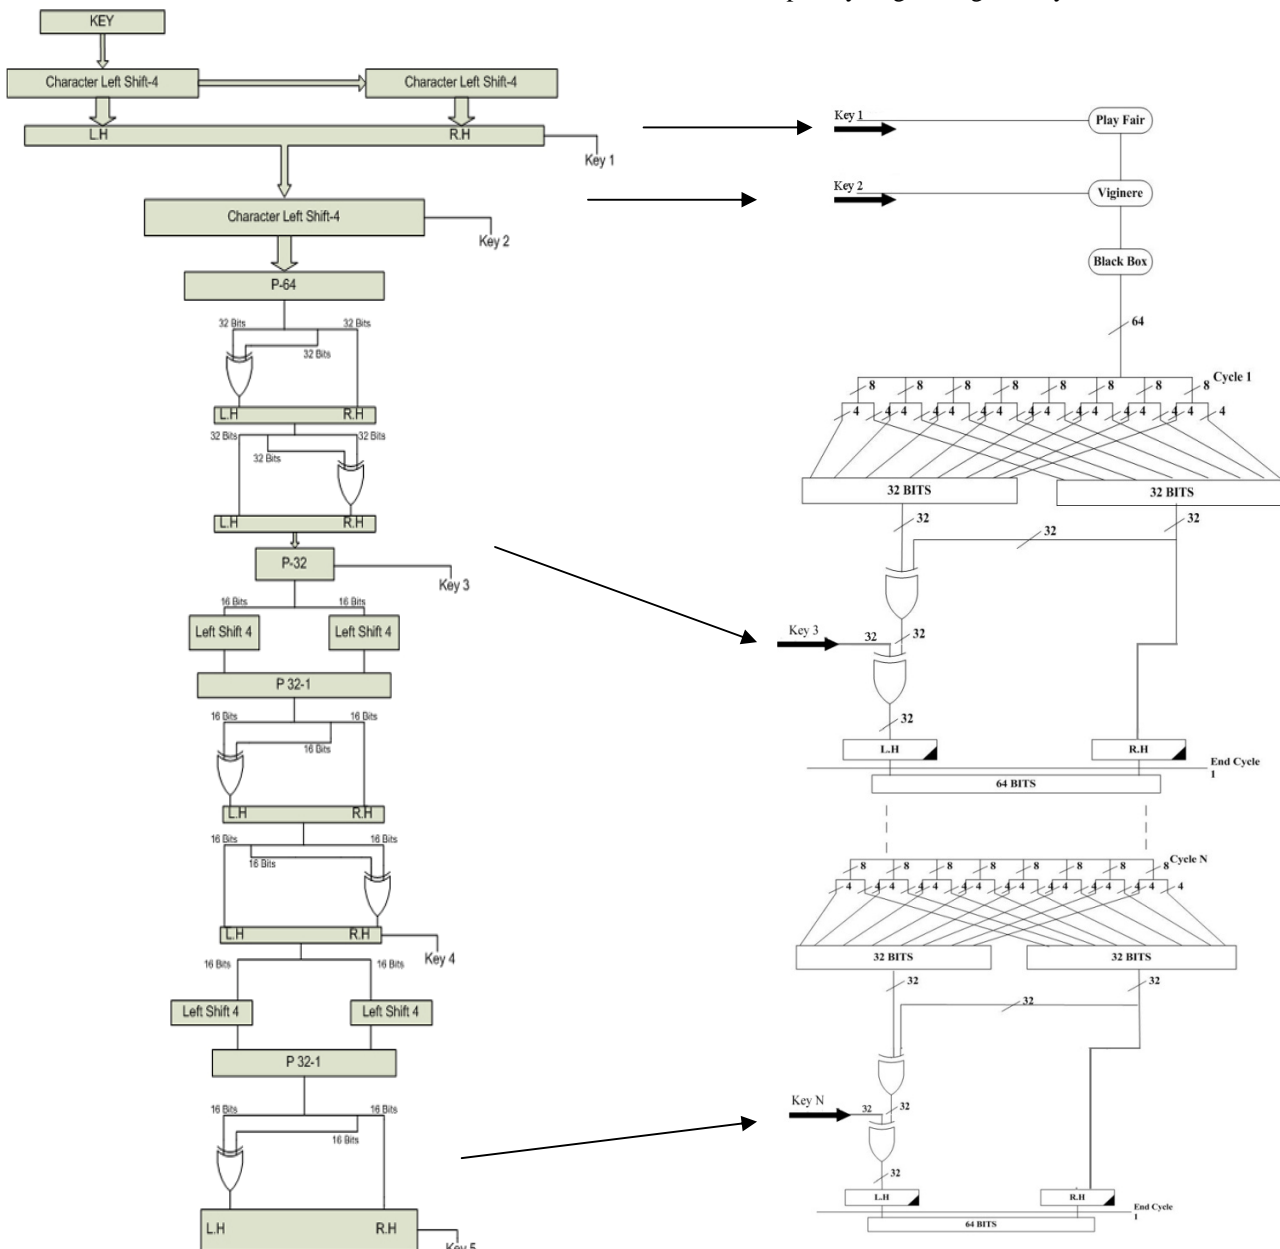 KEY
Character Left Shift-4
Character Left Shift-4
L.H
R.H
Key 1
Character Left Shift-4
Key 2
P-64
32 Bits
32 Bits
32 Bits
L.H
R.H
32 Bits
32 Bits
32 Bits
L.H
R.H
P-32
Key 3
16 Bits
16 Bits
Left Shift 4
Left Shift 4
P 32-1
16 Bits
16 Bits
16 Bits
L.H
R.H
16 Bits
16 Bits
16 Bits
L.H
R.H
Key 4
16 Bits
16 Bits
Left Shift 4
Left Shift 4
P 32-1
16 Bits
16 Bits
16 Bits
L.H
R.H
Key 5
Key 1
Play Fair
Key 2
Viginere
Black Box
64
Cycle 1
8 8 8 8 8 8 8 8
4 4 4 4 4 4 4 4 4 4 4 4 4 4 4 4
32 BITS
32 BITS
32
32
32
Key 3
32
32
32
L.H
R.H
End Cycle
1
64 BITS
Cycle N
8 8 8 8 8 8 8 8
4 4 4 4 4 4 4 4 4 4 4 4 4 4 4 4
32 BITS
32 BITS
32
32
32
Key N
32
32
32
L.H
R.H
End Cycle
1
64 BITS